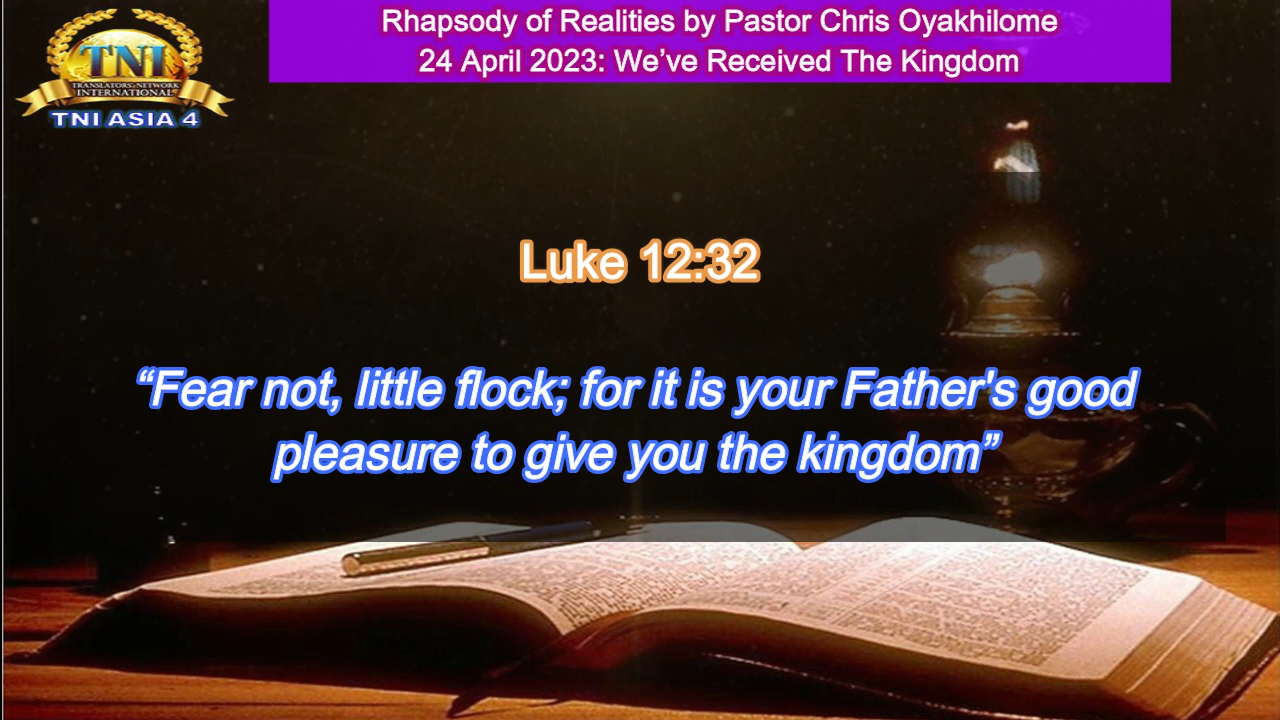 Rhapsody of Realities by Pastor Chris Oyakhilome
24 April 2023: We’ve Received The Kingdom
TNI
TRANSLATORS' NETWORK
INTERNATIONAL
TNI ASIA 4
Luke 12:32
“Fear not, little flock; for it is your Father's good
pleasure to give you the kingdom”